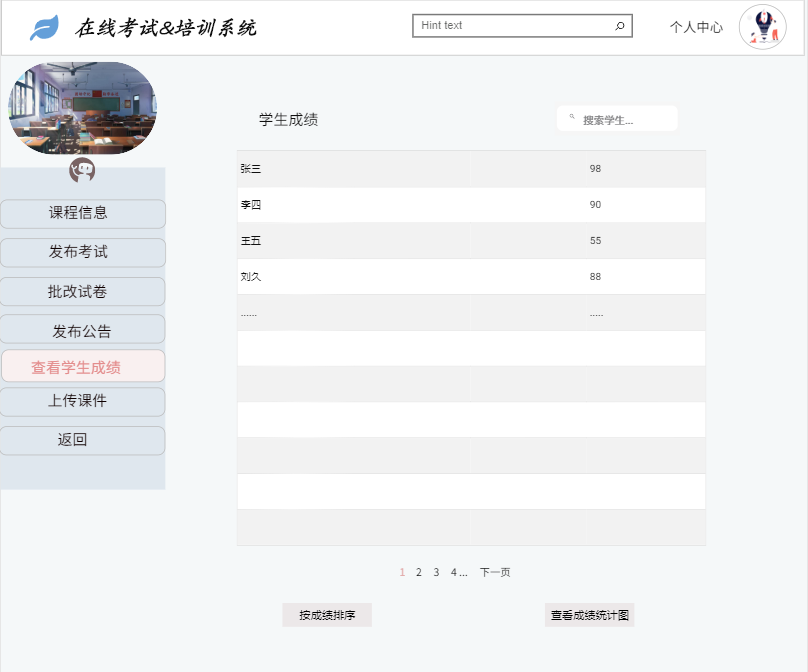 在线考试&培训系统
Hint text
个人中心
课程信息
发布考试
批改试卷
发布公告
查看学生成绩
上传课件
返回
学生成绩
搜索学生...
张三 98
李四 90
王五 55
刘久 88
...... .....
1 2 3 4 ... 下一页
按成绩排序 查看成绩统计图